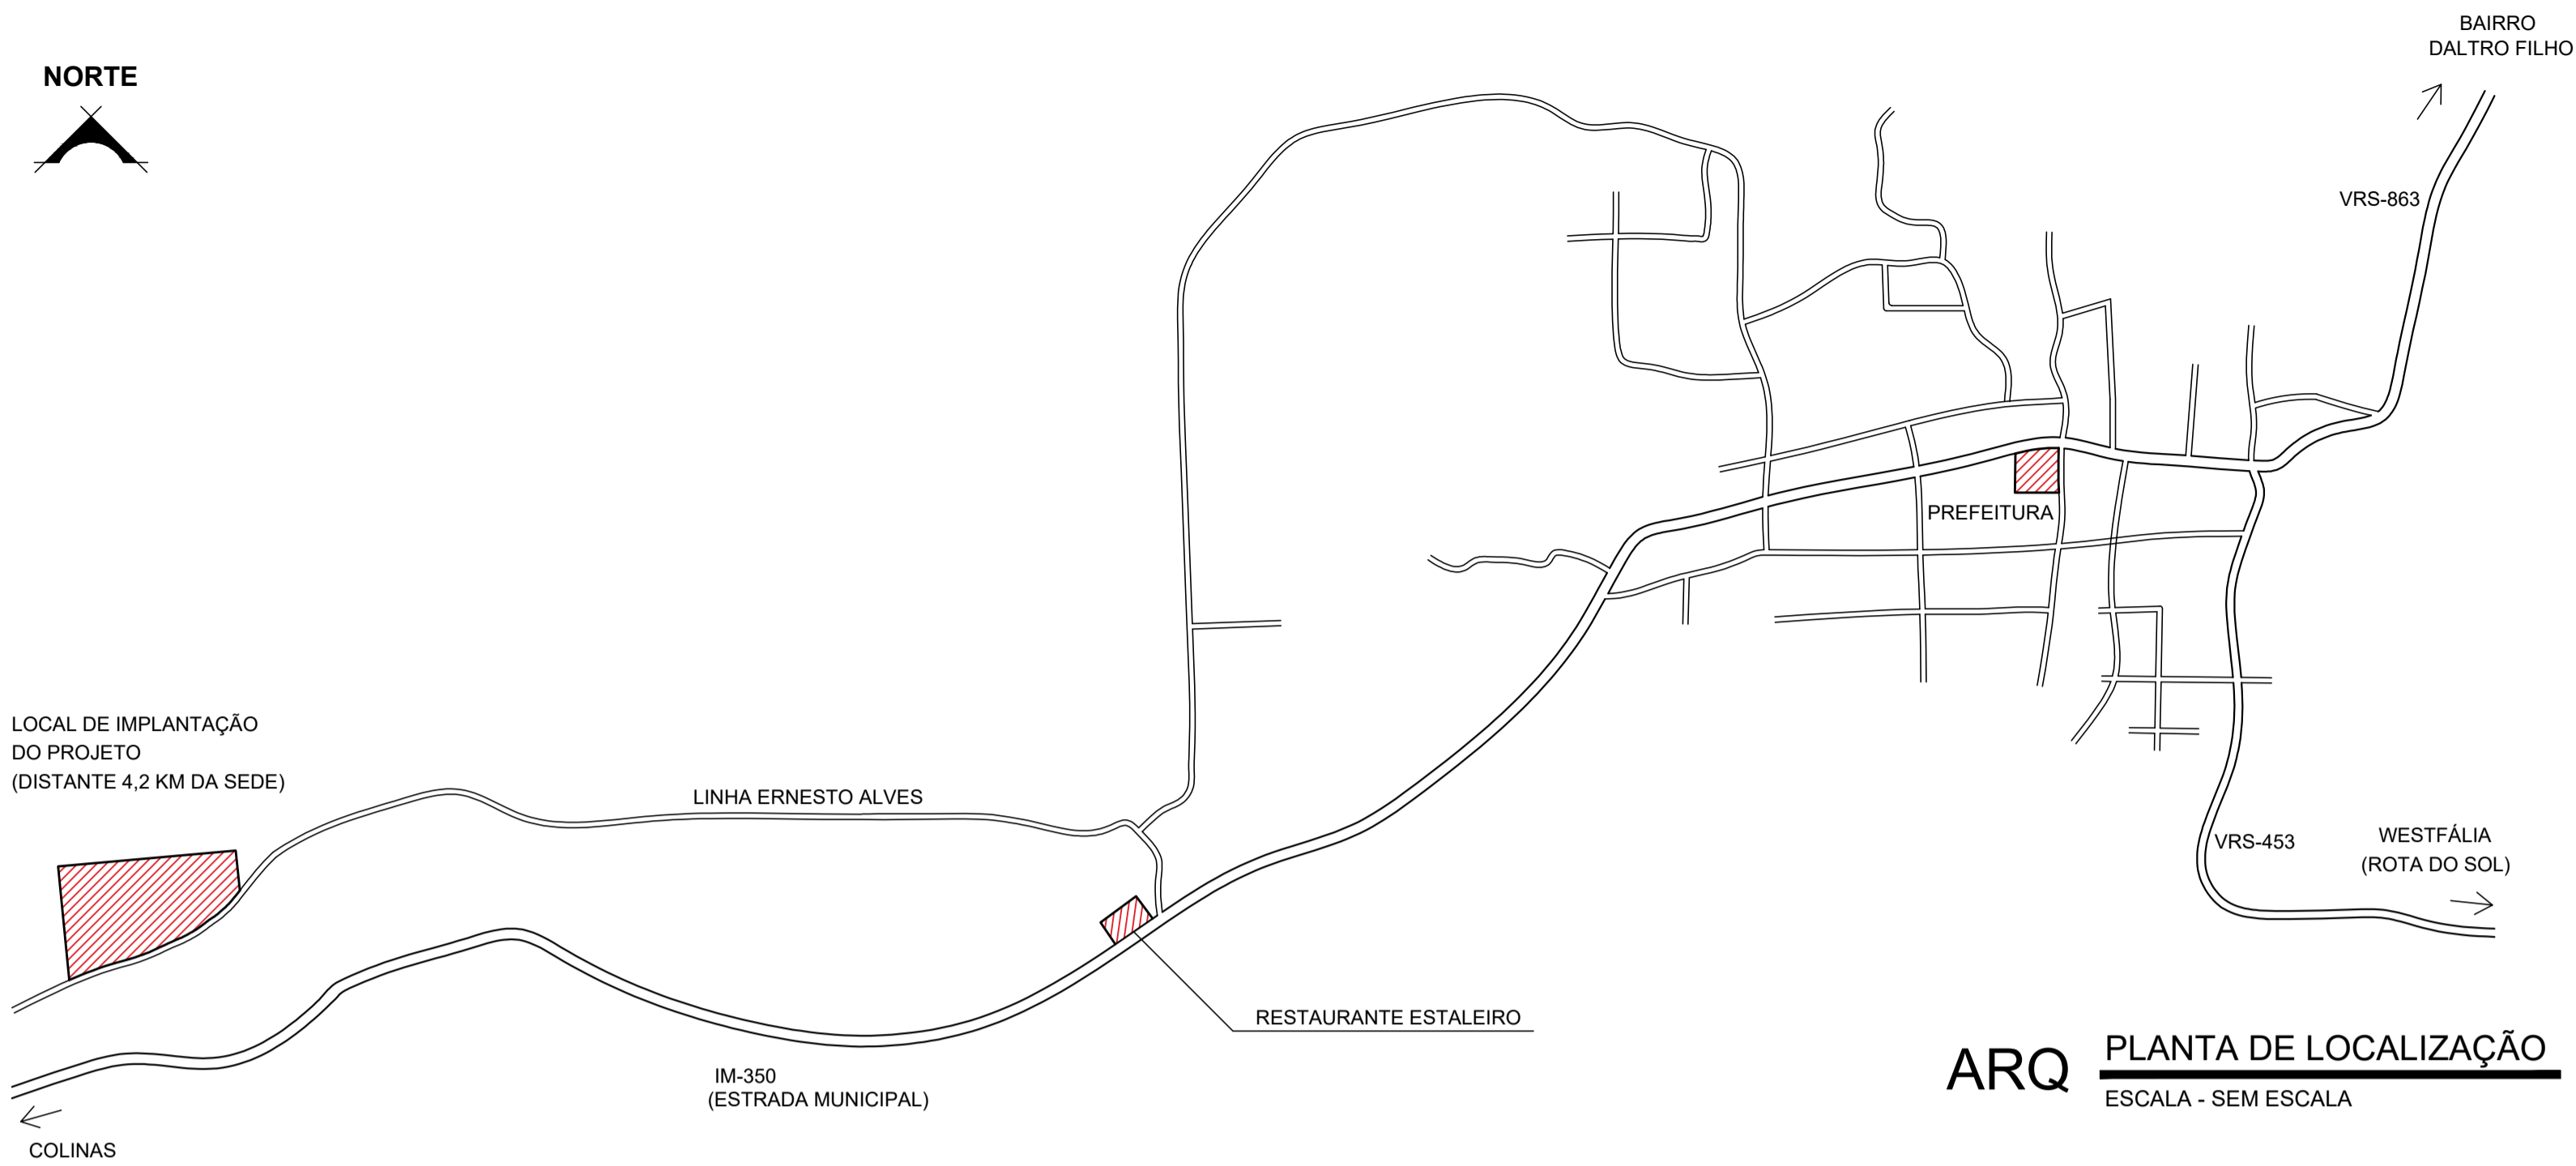 BAIRRO
DALTRO FILHO
NORTE
VRS-863
PREFEITURA
LOCAL DE IMPLANTAÇÃO
DO PROJETO
(DISTANTE 4,2 KM DA SEDE)
LINHA ERNESTO ALVES
VRS-453
WESTFÁLIA
(ROTA DO SOL)
RESTAURANTE ESTALEIRO
IM-350
(ESTRADA MUNICIPAL)
COLINAS
ARQ
PLANTA DE LOCALIZAÇÃO
ESCALA - SEM ESCALA